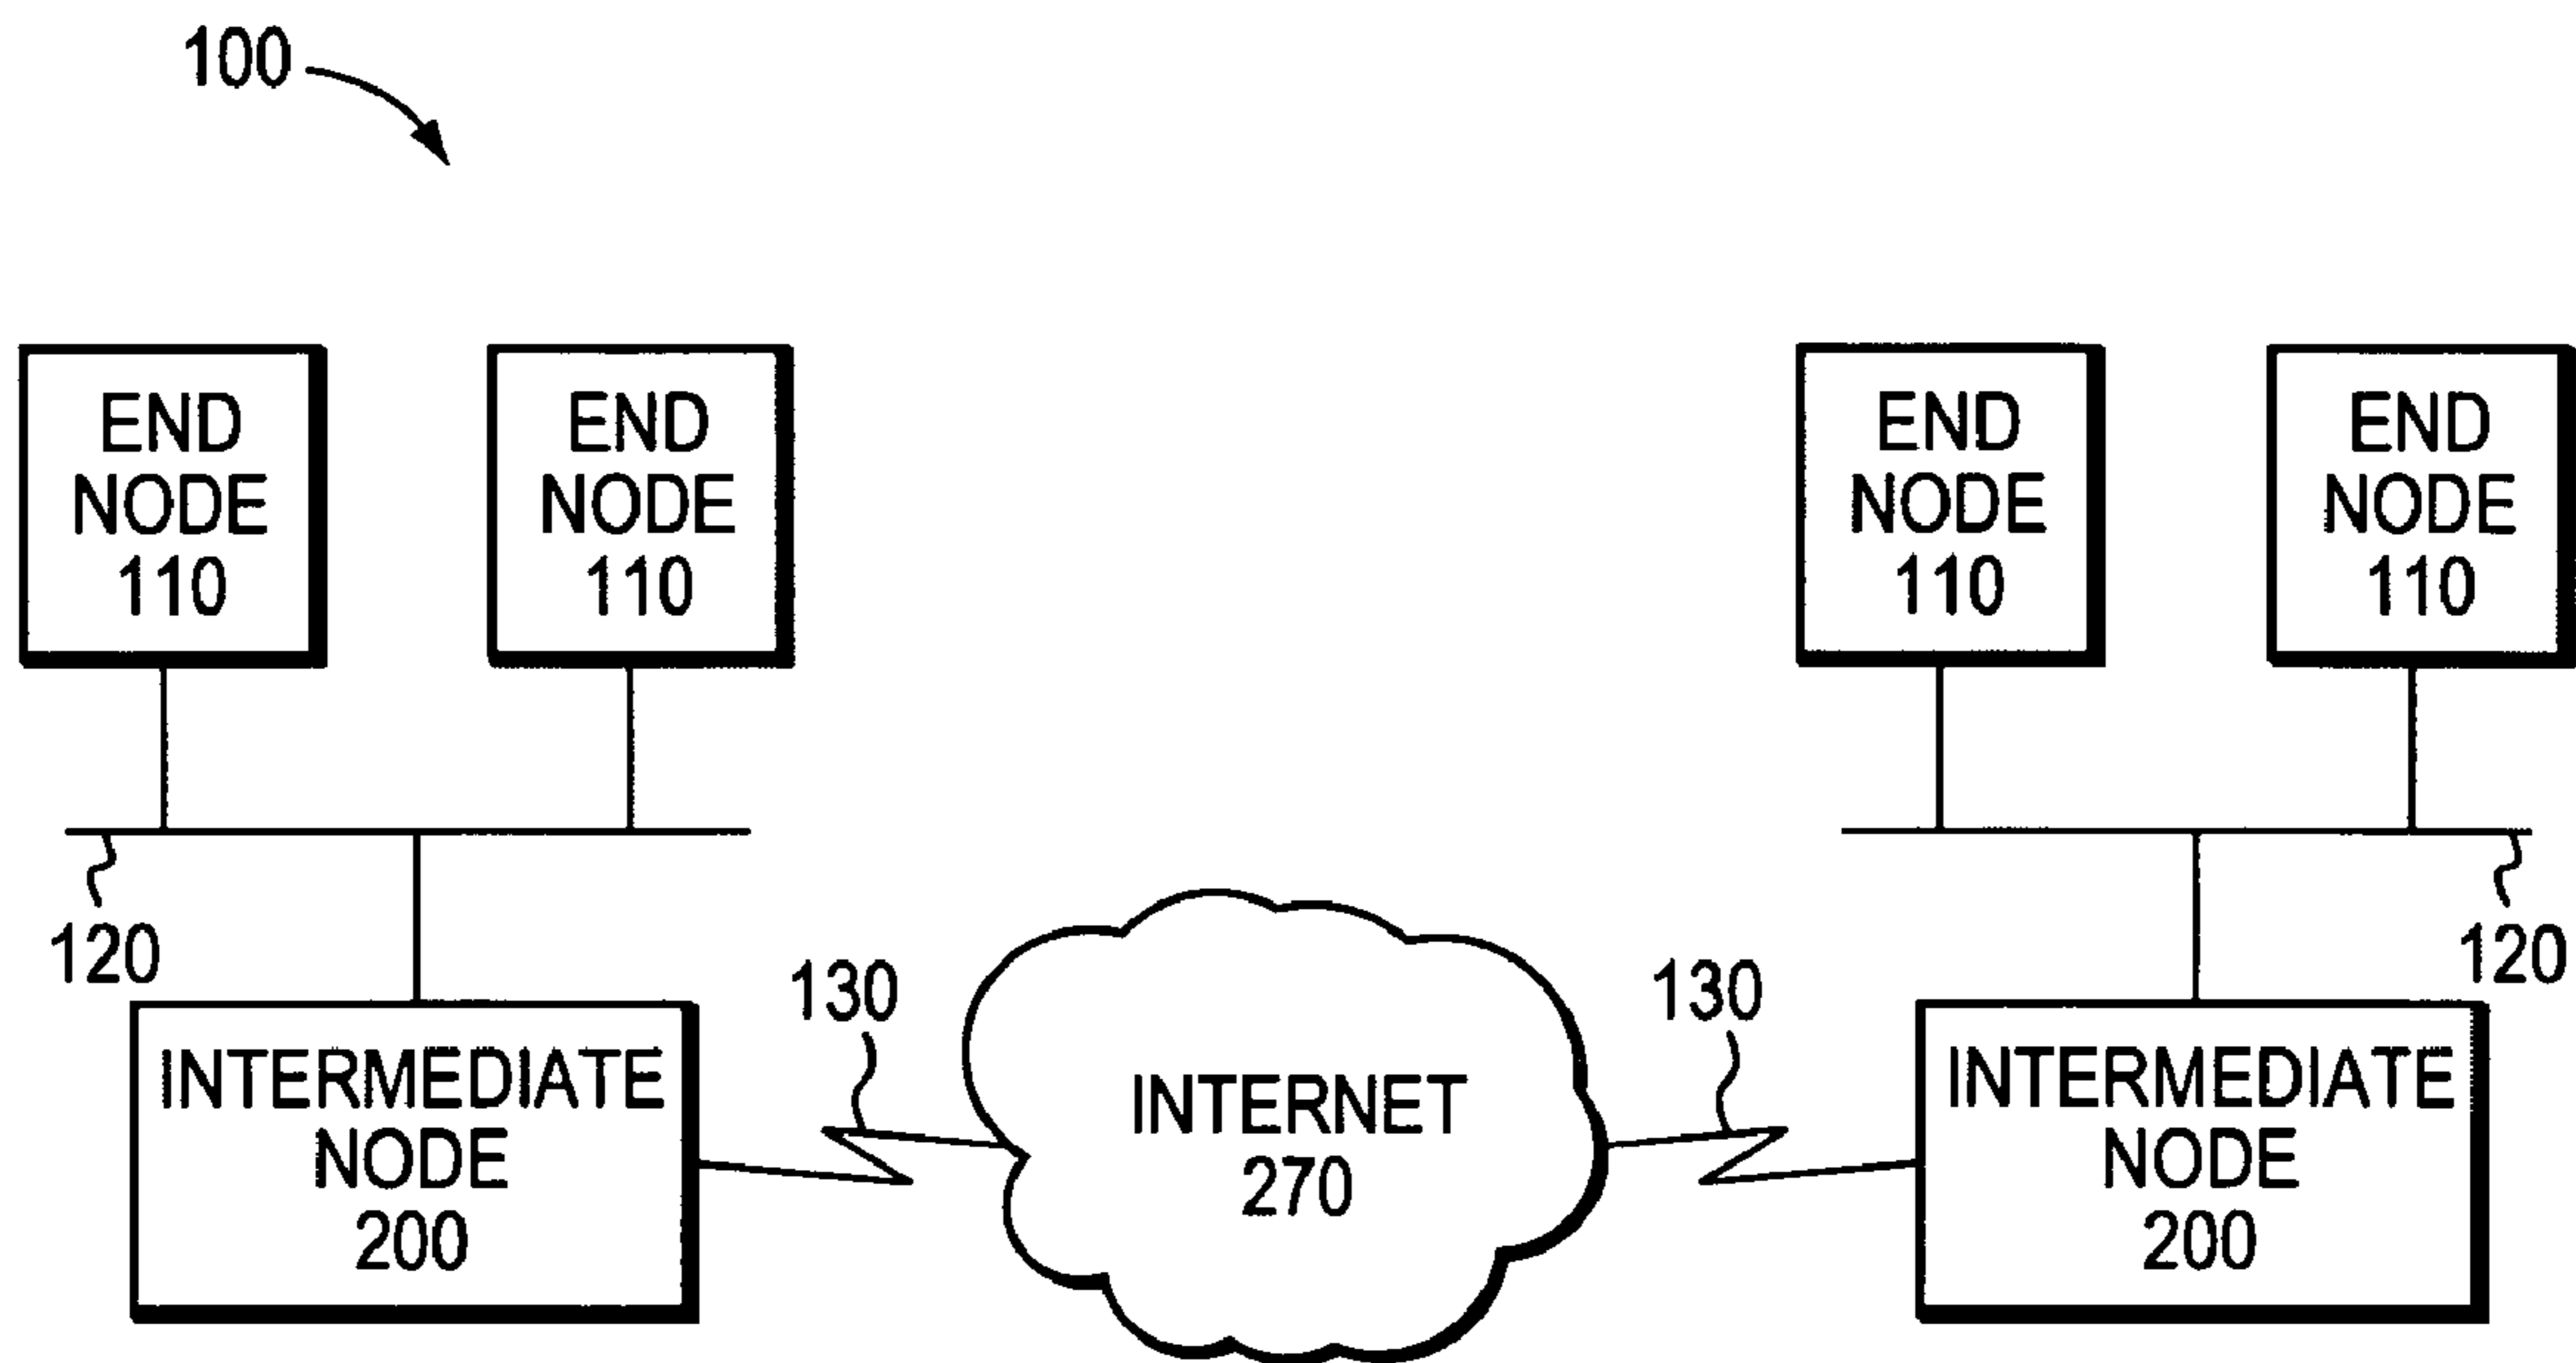 100
END
NODE
110
END
NODE
110
END
NODE
110
END
NODE
110
120
120
130
130
INTERMEDIATE
NODE
200
INTERNET
270
INTERMEDIATE
NODE
200